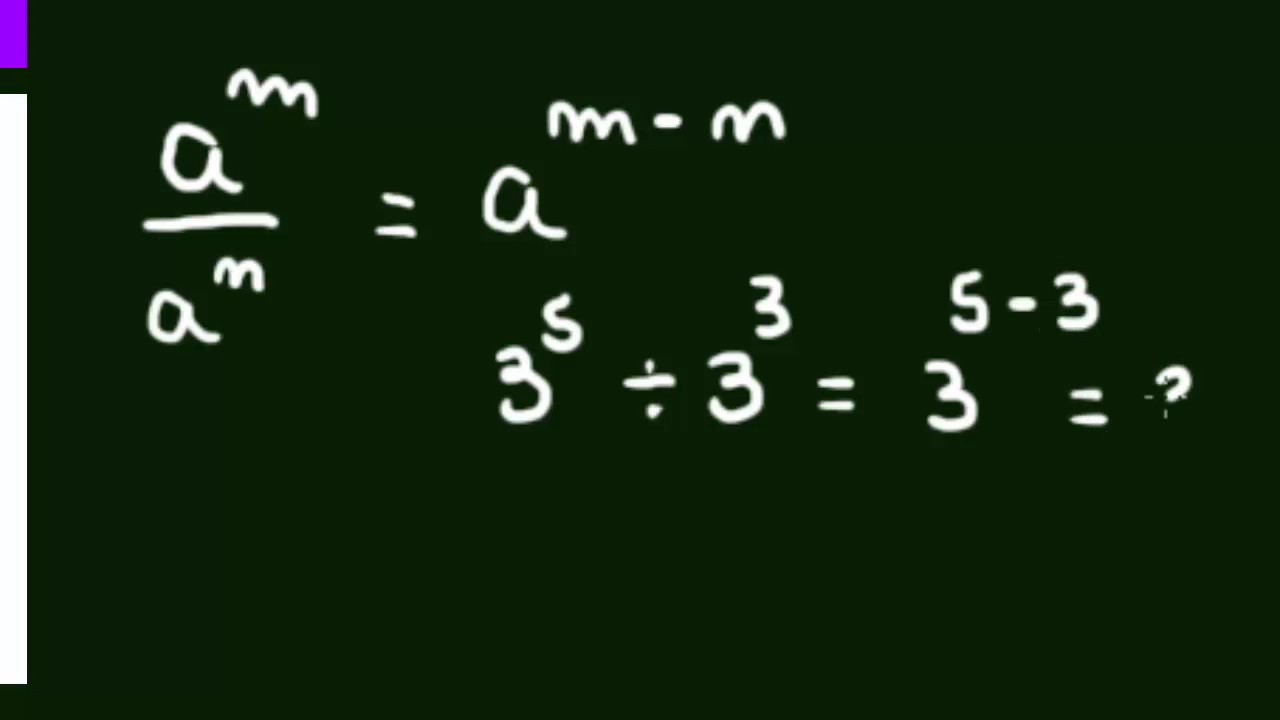 a^m / a^n = a^(m-n)
3^5 ÷ 3^3 = 3^(5-3) = ?